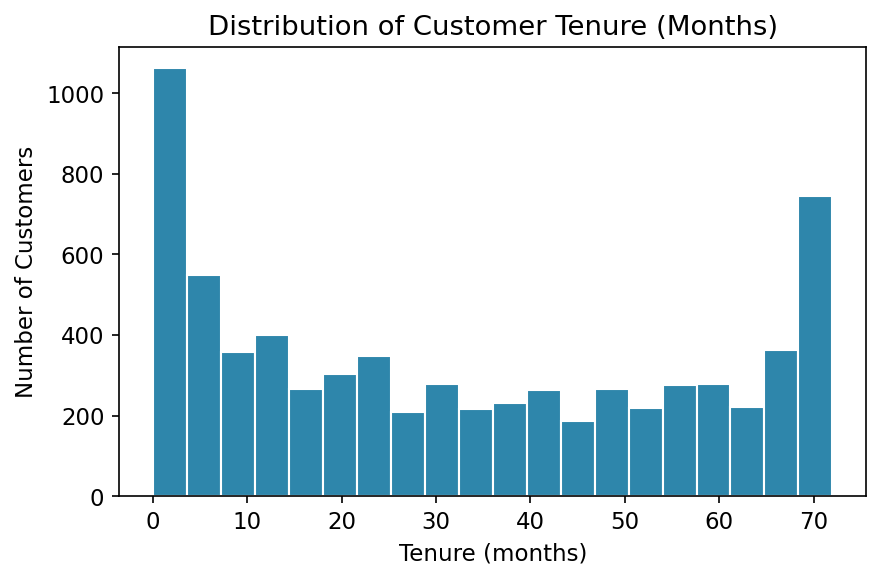 Distribution of Customer Tenure (Months)
Number of Customers
1000
800
600
400
200
0
0 10 20 30 40 50 60 70
Tenure (months)